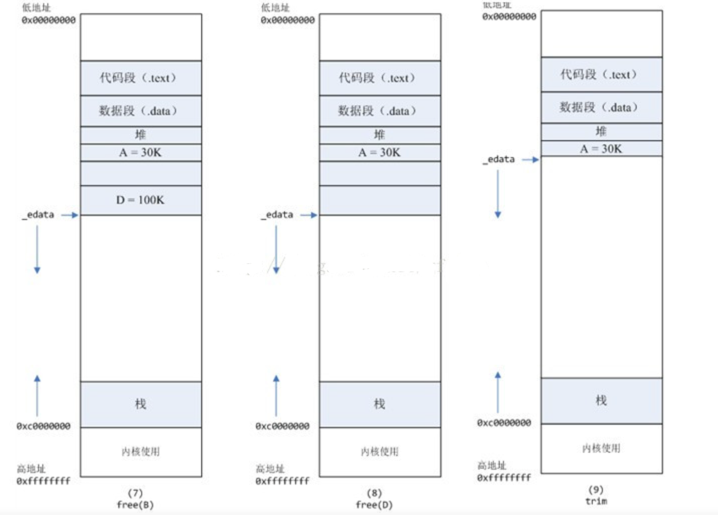 低地址
0x00000000
代码段（.text）
数据段（.data）
堆
A = 30K
D = 100K
_edata
栈
0xc0000000
内核使用
高地址
0xffffffff
(7)
free(B)
低地址
0x00000000
代码段（.text）
数据段（.data）
堆
A = 30K
_edata
栈
0xc0000000
内核使用
高地址
0xffffffff
(8)
free(D)
低地址
0x00000000
代码段（.text）
数据段（.data）
堆
A = 30K
_edata
栈
0xc0000000
内核使用
高地址
0xffffffff
(9)
trim